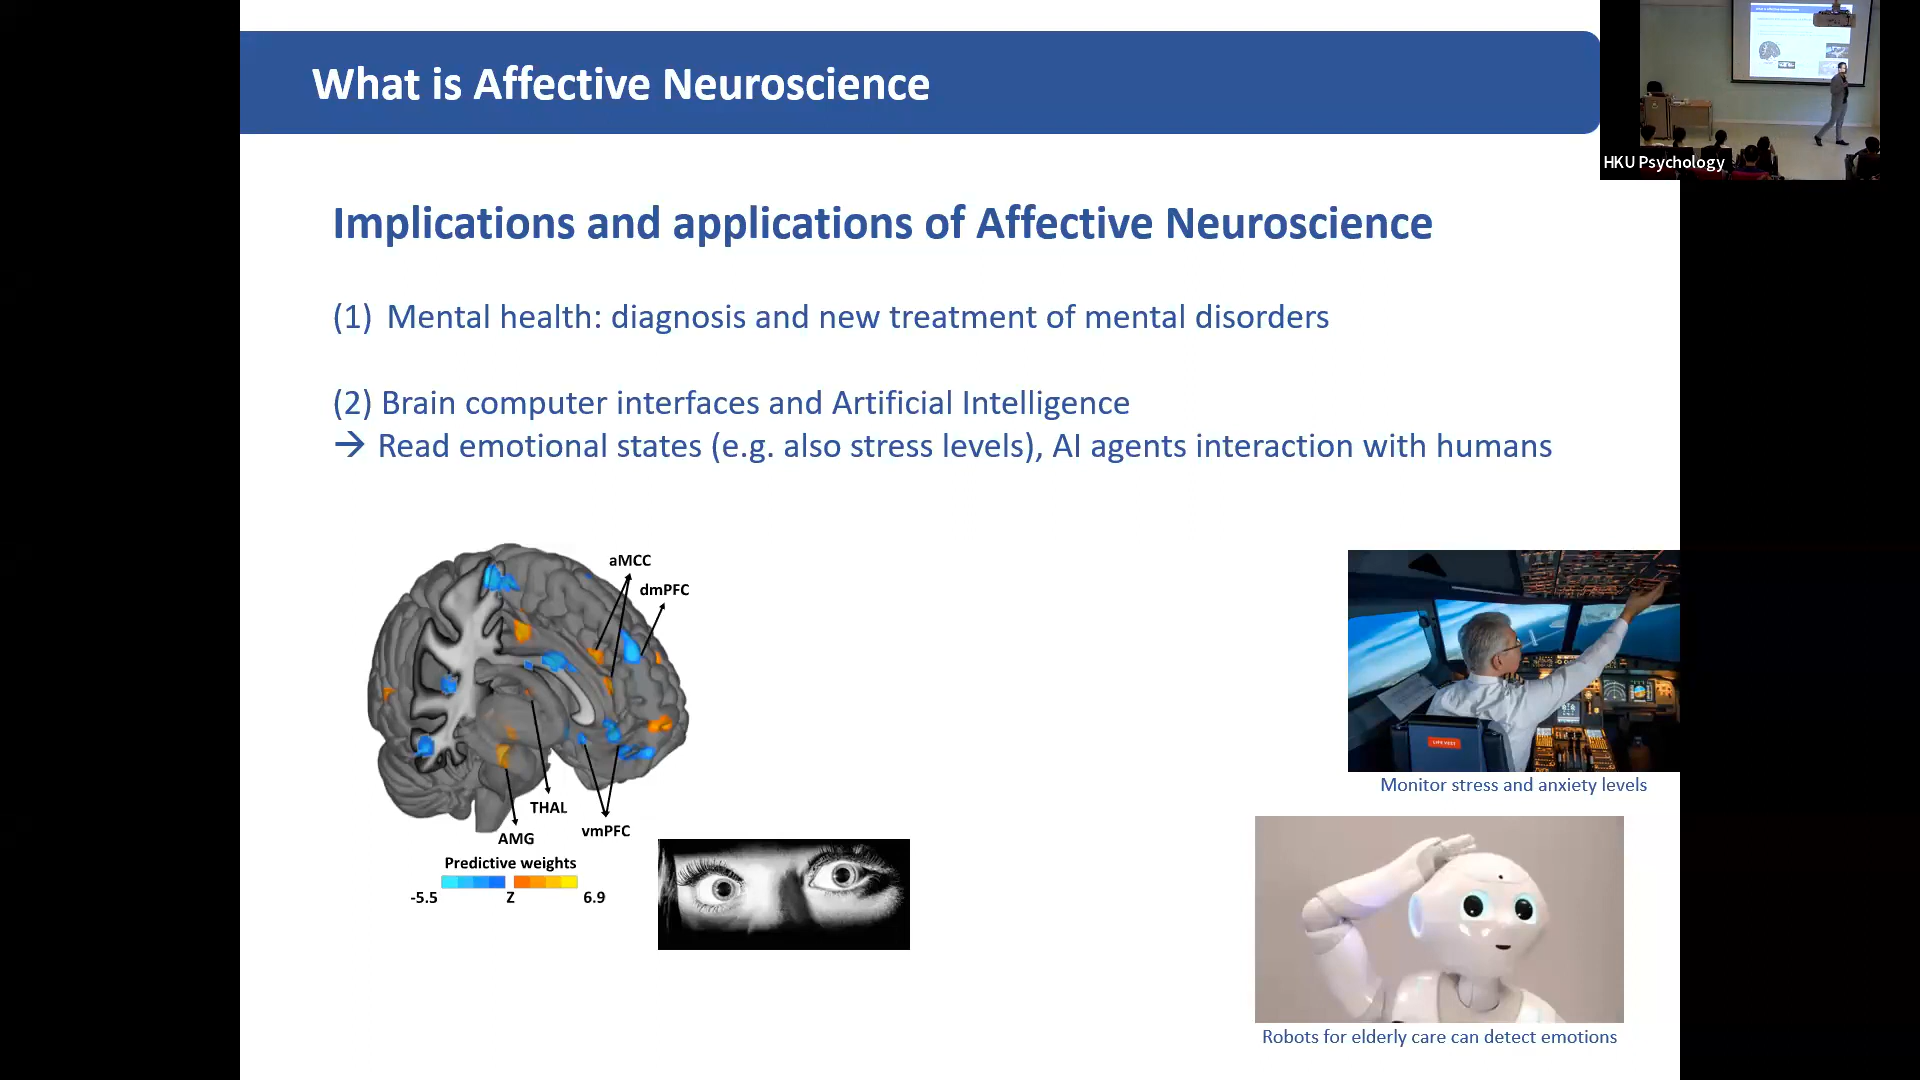 What is Affective Neuroscience
HKU Psychology
Implications and applications of Affective Neuroscience
(1) Mental health: diagnosis and new treatment of mental disorders
(2) Brain computer interfaces and Artificial Intelligence
→ Read emotional states (e.g. also stress levels), AI agents interaction with humans
aMCC
dmPFC
THAL
vmPFC
AMG
Predictive weights
-5.5 Z 6.9
LIFE VEST
Monitor stress and anxiety levels
Robots for elderly care can detect emotions